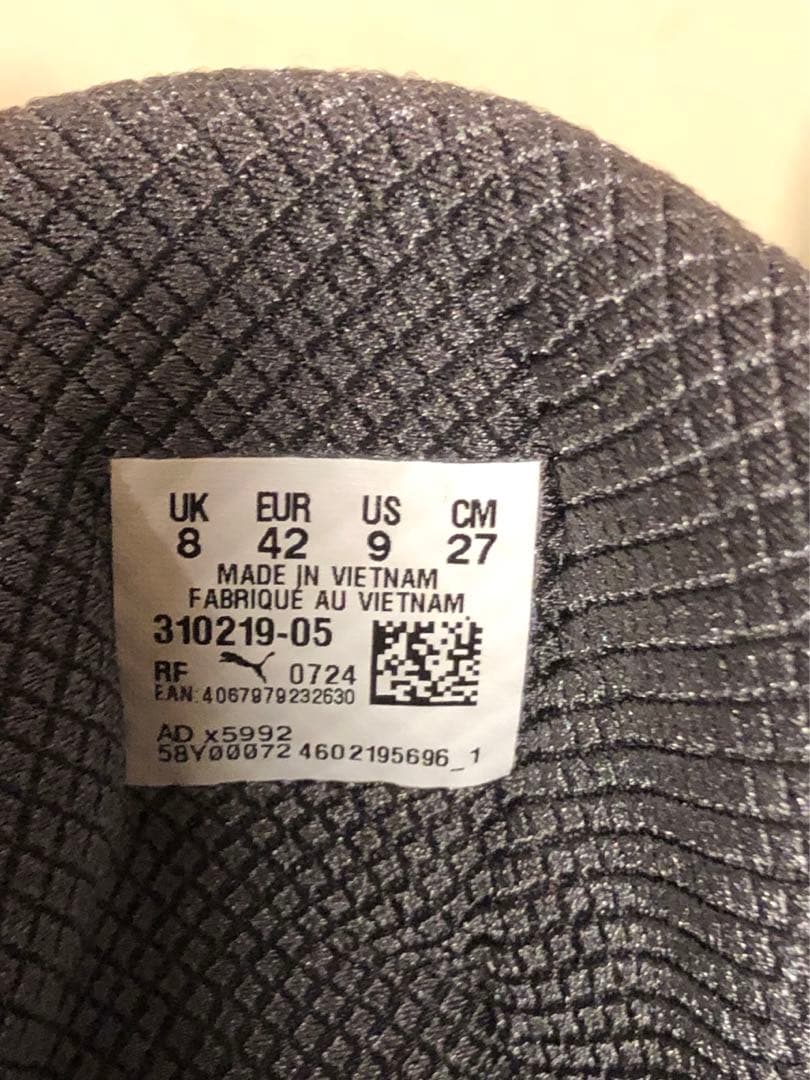 UK EUR US CM
8 42 9 27
MADE IN VIETNAM
FABRIQUÉ AU VIETNAM
310219-05
RF 0724
EAN:4067979232630
AD x5992
58Y00072 4602195696_1